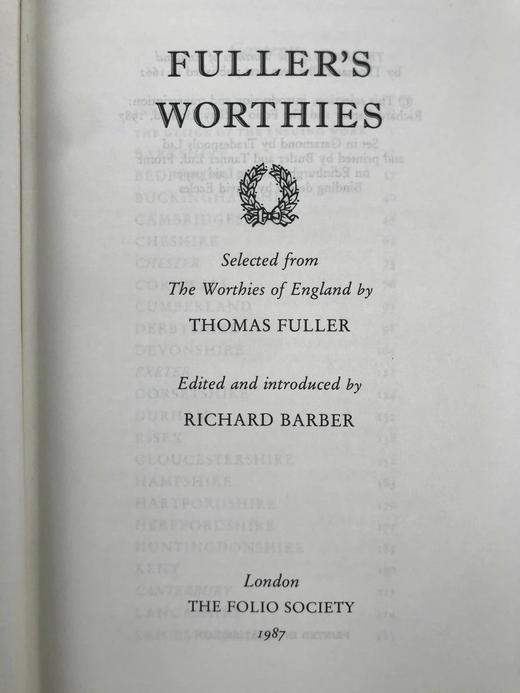 FULLER'S
WORTHIES
Selected from
The Worthies of England by
THOMAS FULLER
Edited and introduced by
RICHARD BARBER
London
THE FOLIO SOCIETY
1987